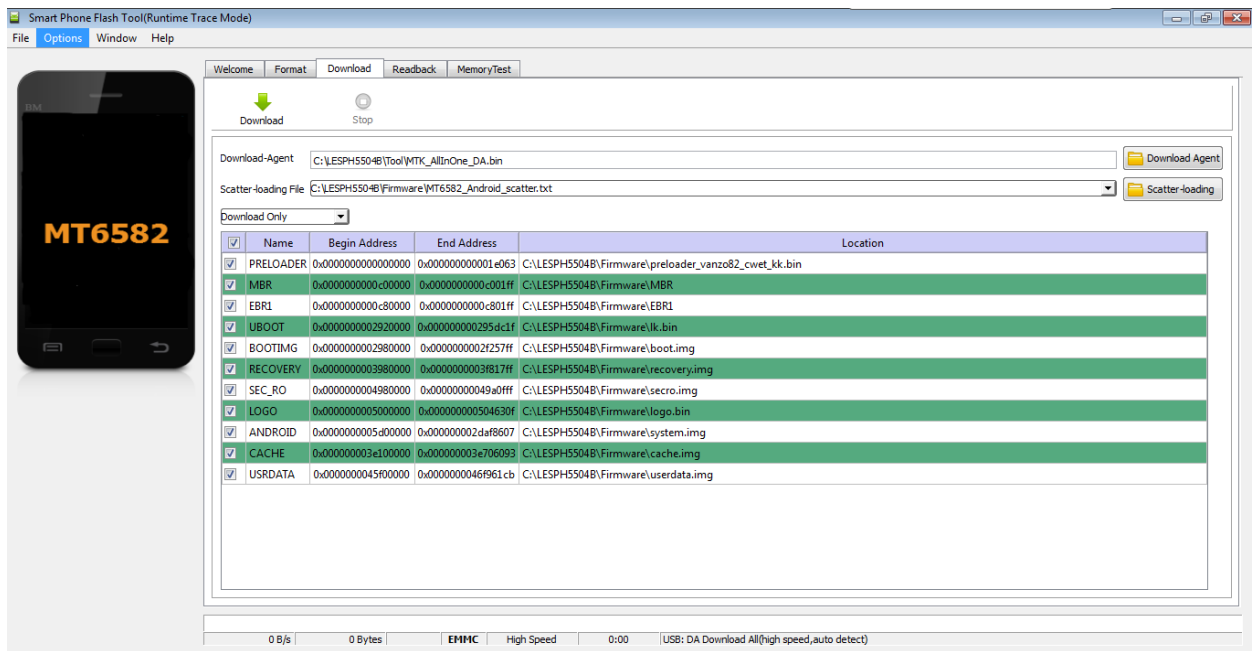 Smart Phone Flash Tool(Runtime Trace Mode)
File Options Window Help
Welcome Format Download Readback MemoryTest
BM
Download Stop
Download-Agent C:\LESPH5504B\Tool\MTK_AllInOne_DA.bin Download Agent
Scatter-loading File C:\LESPH5504B\Firmware\MT6582_Android_scatter.txt Scatter-loading
Download Only
MT6582
Name Begin Address End Address Location
PRELOADER 0x0000000000000000 0x000000000001e063 C:\LESPH5504B\Firmware\preloader_vanzo82_cwet_kk.bin
MBR 0x0000000000c00000 0x0000000000c001ff C:\LESPH5504B\Firmware\MBR
EBR1 0x0000000000c80000 0x0000000000c801ff C:\LESPH5504B\Firmware\EBR1
UBOOT 0x0000000002920000 0x000000000295dc1f C:\LESPH5504B\Firmware\lk.bin
BOOTIMG 0x0000000002980000 0x0000000002f257ff C:\LESPH5504B\Firmware\boot.img
RECOVERY 0x0000000003980000 0x0000000003f817ff C:\LESPH5504B\Firmware\recovery.img
SEC_RO 0x0000000004980000 0x00000000049a0fff C:\LESPH5504B\Firmware\secro.img
LOGO 0x0000000005000000 0x000000000504630f C:\LESPH5504B\Firmware\logo.bin
ANDROID 0x0000000005d00000 0x000000002daf8607 C:\LESPH5504B\Firmware\system.img
CACHE 0x000000003e100000 0x000000003e706093 C:\LESPH5504B\Firmware\cache.img
USRDATA 0x0000000045f00000 0x0000000046f961cb C:\LESPH5504B\Firmware\userdata.img
0 B/s 0 Bytes EMMC High Speed 0:00 USB: DA Download All(high speed,auto detect)